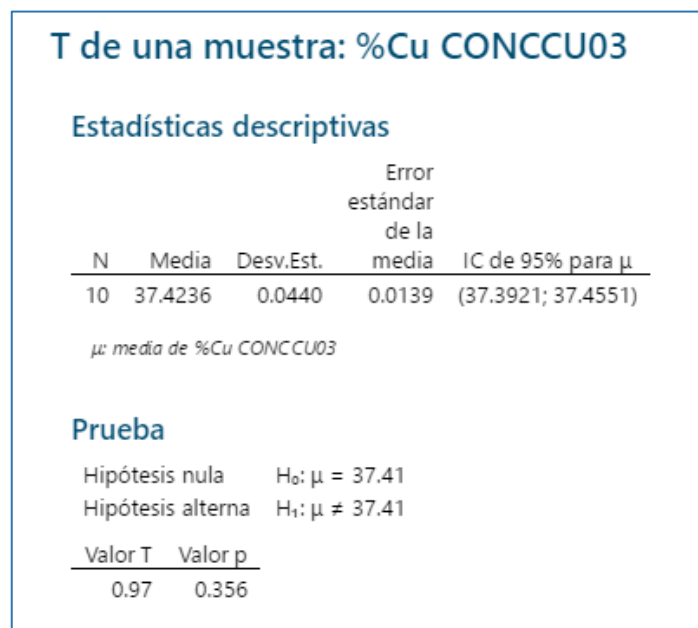 T de una muestra: %Cu CONCCU03
Estadísticas descriptivas
Error
estándar
de la
N Media Desv.Est. media IC de 95% para μ
10 37.4236 0.0440 0.0139 (37.3921; 37.4551)
μ: media de %Cu CONCCU03
Prueba
Hipótesis nula H₀: μ = 37.41
Hipótesis alterna H₁: μ ≠ 37.41
Valor T Valor p
0.97 0.356